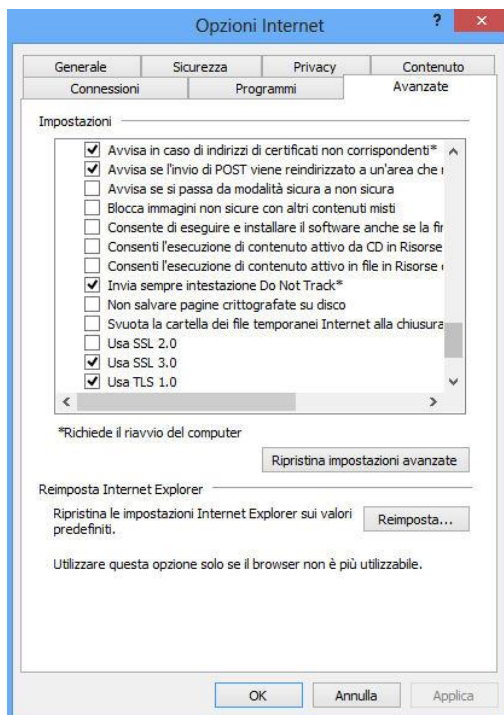 Opzioni Internet
?
Generale Sicurezza Privacy Contenuto
Connessioni Programmi Avanzate
Impostazioni
Avvisa in caso di indirizzi di certificati non corrispondenti*
Avvisa se l'invio di POST viene reindirizzato a un'area che
Avvisa se si passa da modalità sicura a non sicura
Blocca immagini non sicure con altri contenuti misti
Consente di eseguire e installare il software anche se la fir
Consenti l'esecuzione di contenuto attivo da CD in Risorse
Consenti l'esecuzione di contenuto attivo in file in Risorse
Invia sempre intestazione Do Not Track*
Non salvare pagine crittografate su disco
Svuota la cartella dei file temporanei Internet alla chiusura
Usa SSL 2.0
Usa SSL 3.0
Usa TLS 1.0
*Richiede il riavvio del computer
Ripristina impostazioni avanzate
Reimposta Internet Explorer
Ripristina le impostazioni Internet Explorer sui valori
predefiniti.
Reimposta...
Utilizzare questa opzione solo se il browser non è più utilizzabile.
OK Annulla Applica